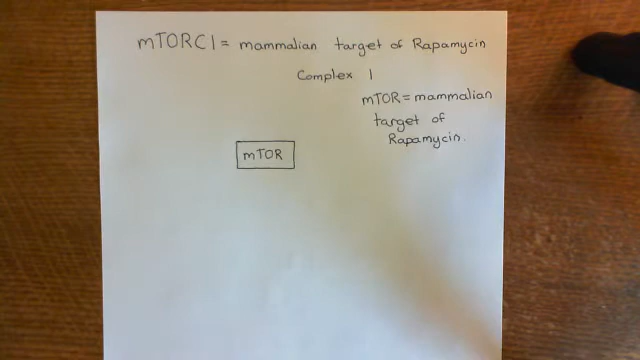 mTORC1 = mammalian target of Rapamycin
Complex 1
mTOR = mammalian
target of
Rapamycin.
mTOR